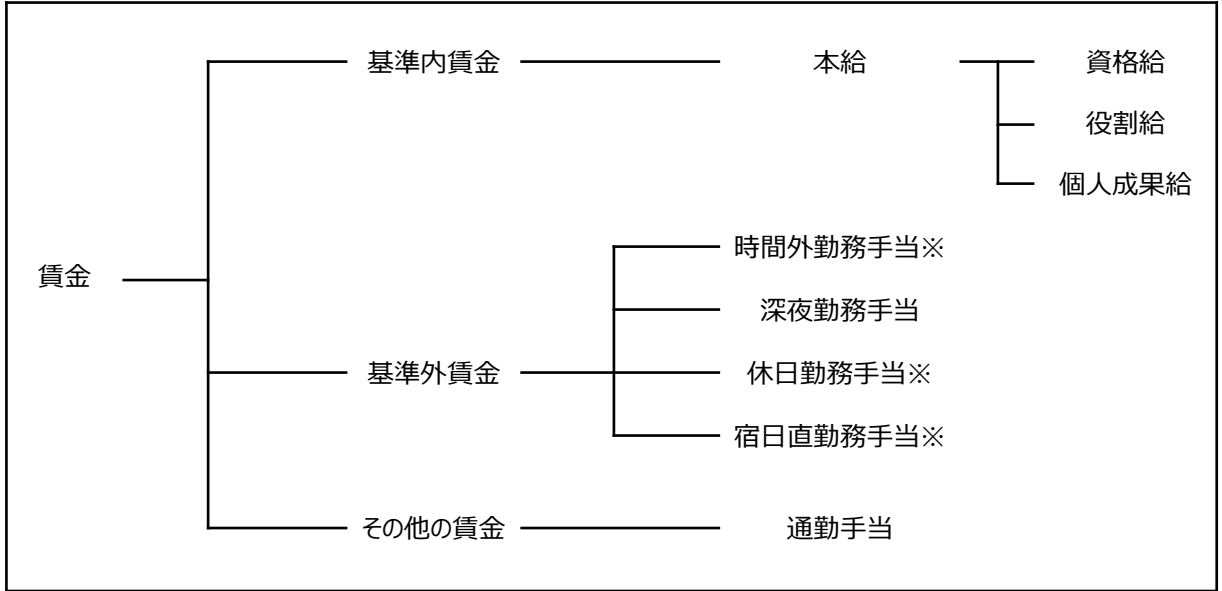 基準内賃金
本給
資格給
役割給
個人成果給
時間外勤務手当※
賃金
深夜勤務手当
基準外賃金
休日勤務手当※
宿日直勤務手当※
その他の賃金
通勤手当